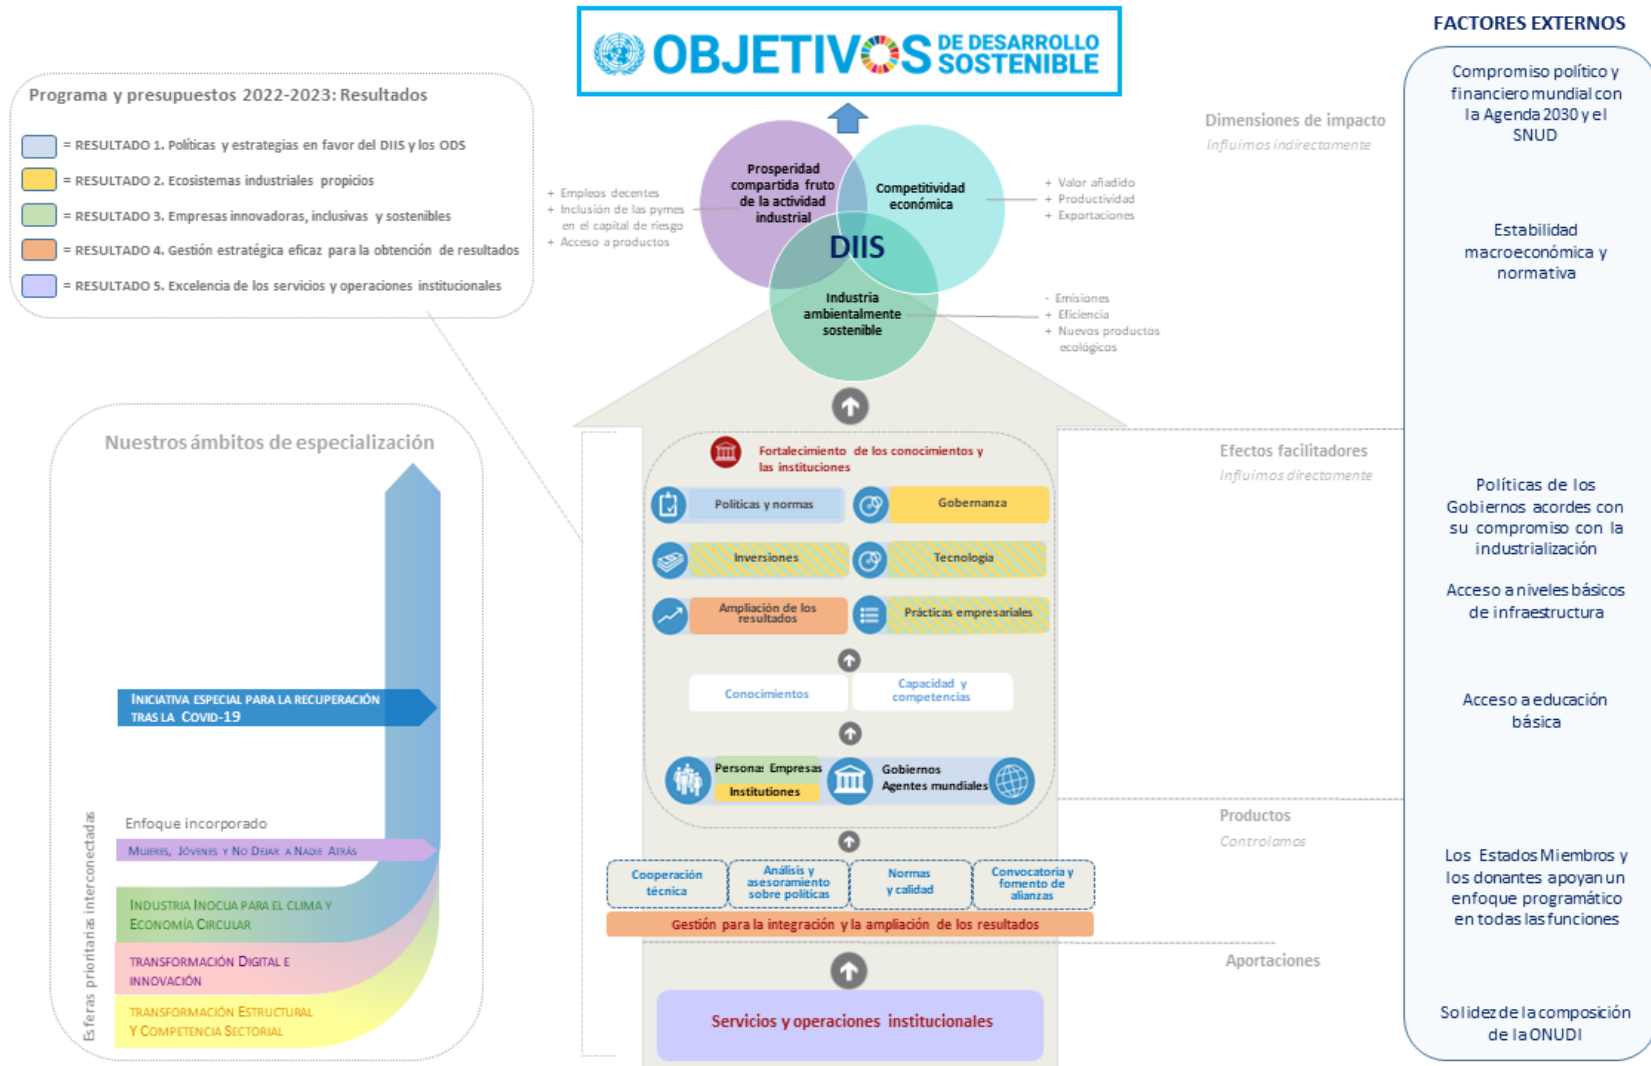 OBJETIVOS DE DESARROLLO SOSTENIBLE
Programa y presupuestos 2022-2023: Resultados
= RESULTADO 1. Políticas y estrategias en favor del DIIS y los ODS
= RESULTADO 2. Ecosistemas industriales propicios
= RESULTADO 3. Empresas innovadoras, inclusivas y sostenibles
= RESULTADO 4. Gestión estratégica eficaz para la obtención de resultados
= RESULTADO 5. Excelencia de los servicios y operaciones institucionales
Nuestros ámbitos de especialización
INICIATIVA ESPECIAL PARA LA RECUPERACIÓN
TRAS LA COVID-19
Enfoque incorporado
MUJERES, JÓVENES Y NO DEJAR A NADIE ATRÁS
INDUSTRIA INOCUA PARA EL CLIMA Y
ECONOMÍA CIRCULAR
TRANSFORMACIÓN DIGITAL E
INNOVACIÓN
TRANSFORMACIÓN ESTRUCTURAL
Y COMPETENCIA SECTORIAL
Esferas prioritarias interconectadas
Prosperidad
compartida fruto
de la actividad
industrial
Competitividad
económica
DIIS
Industria
ambientalmente
sostenible
+ Empleos decentes
+ Inclusión de las pymes
en el capital de riesgo
+ Acceso a productos
+ Valor añadido
+ Productividad
+ Exportaciones
- Emisiones
+ Eficiencia
+ Nuevos productos
ecológicos
Fortalecimiento de los conocimientos y
las instituciones
Políticas y normas
Gobernanza
Inversiones
Tecnología
Ampliación de los
resultados
Prácticas empresariales
Conocimientos
Capacidad y
competencias
Persona: Empresas
Institutiones
Gobiernos
Agentes mundiales
Cooperación
técnica
Análisis y
asesoramiento
sobre políticas
Normas
y calidad
Convocatoria y
fomento de
alianzas
Gestión para la integración y la ampliación de los resultados
Servicios y operaciones institucionales
Dimensiones de impacto
Influimos indirectamente
Efectos facilitadores
Influimos directamente
Productos
Controlamos
Aportaciones
FACTORES EXTERNOS
Compromiso político y
financiero mundial con
la Agenda 2030 y el
SNUD
Estabilidad
macroeconómica y
normativa
Políticas de los
Gobiernos acordes con
su compromiso con la
industrialización
Acceso a niveles básicos
de infraestructura
Acceso a educación
básica
Los Estados Miembros y
los donantes apoyan un
enfoque programático
en todas las funciones
Solidez de la composición
de la ONUDI